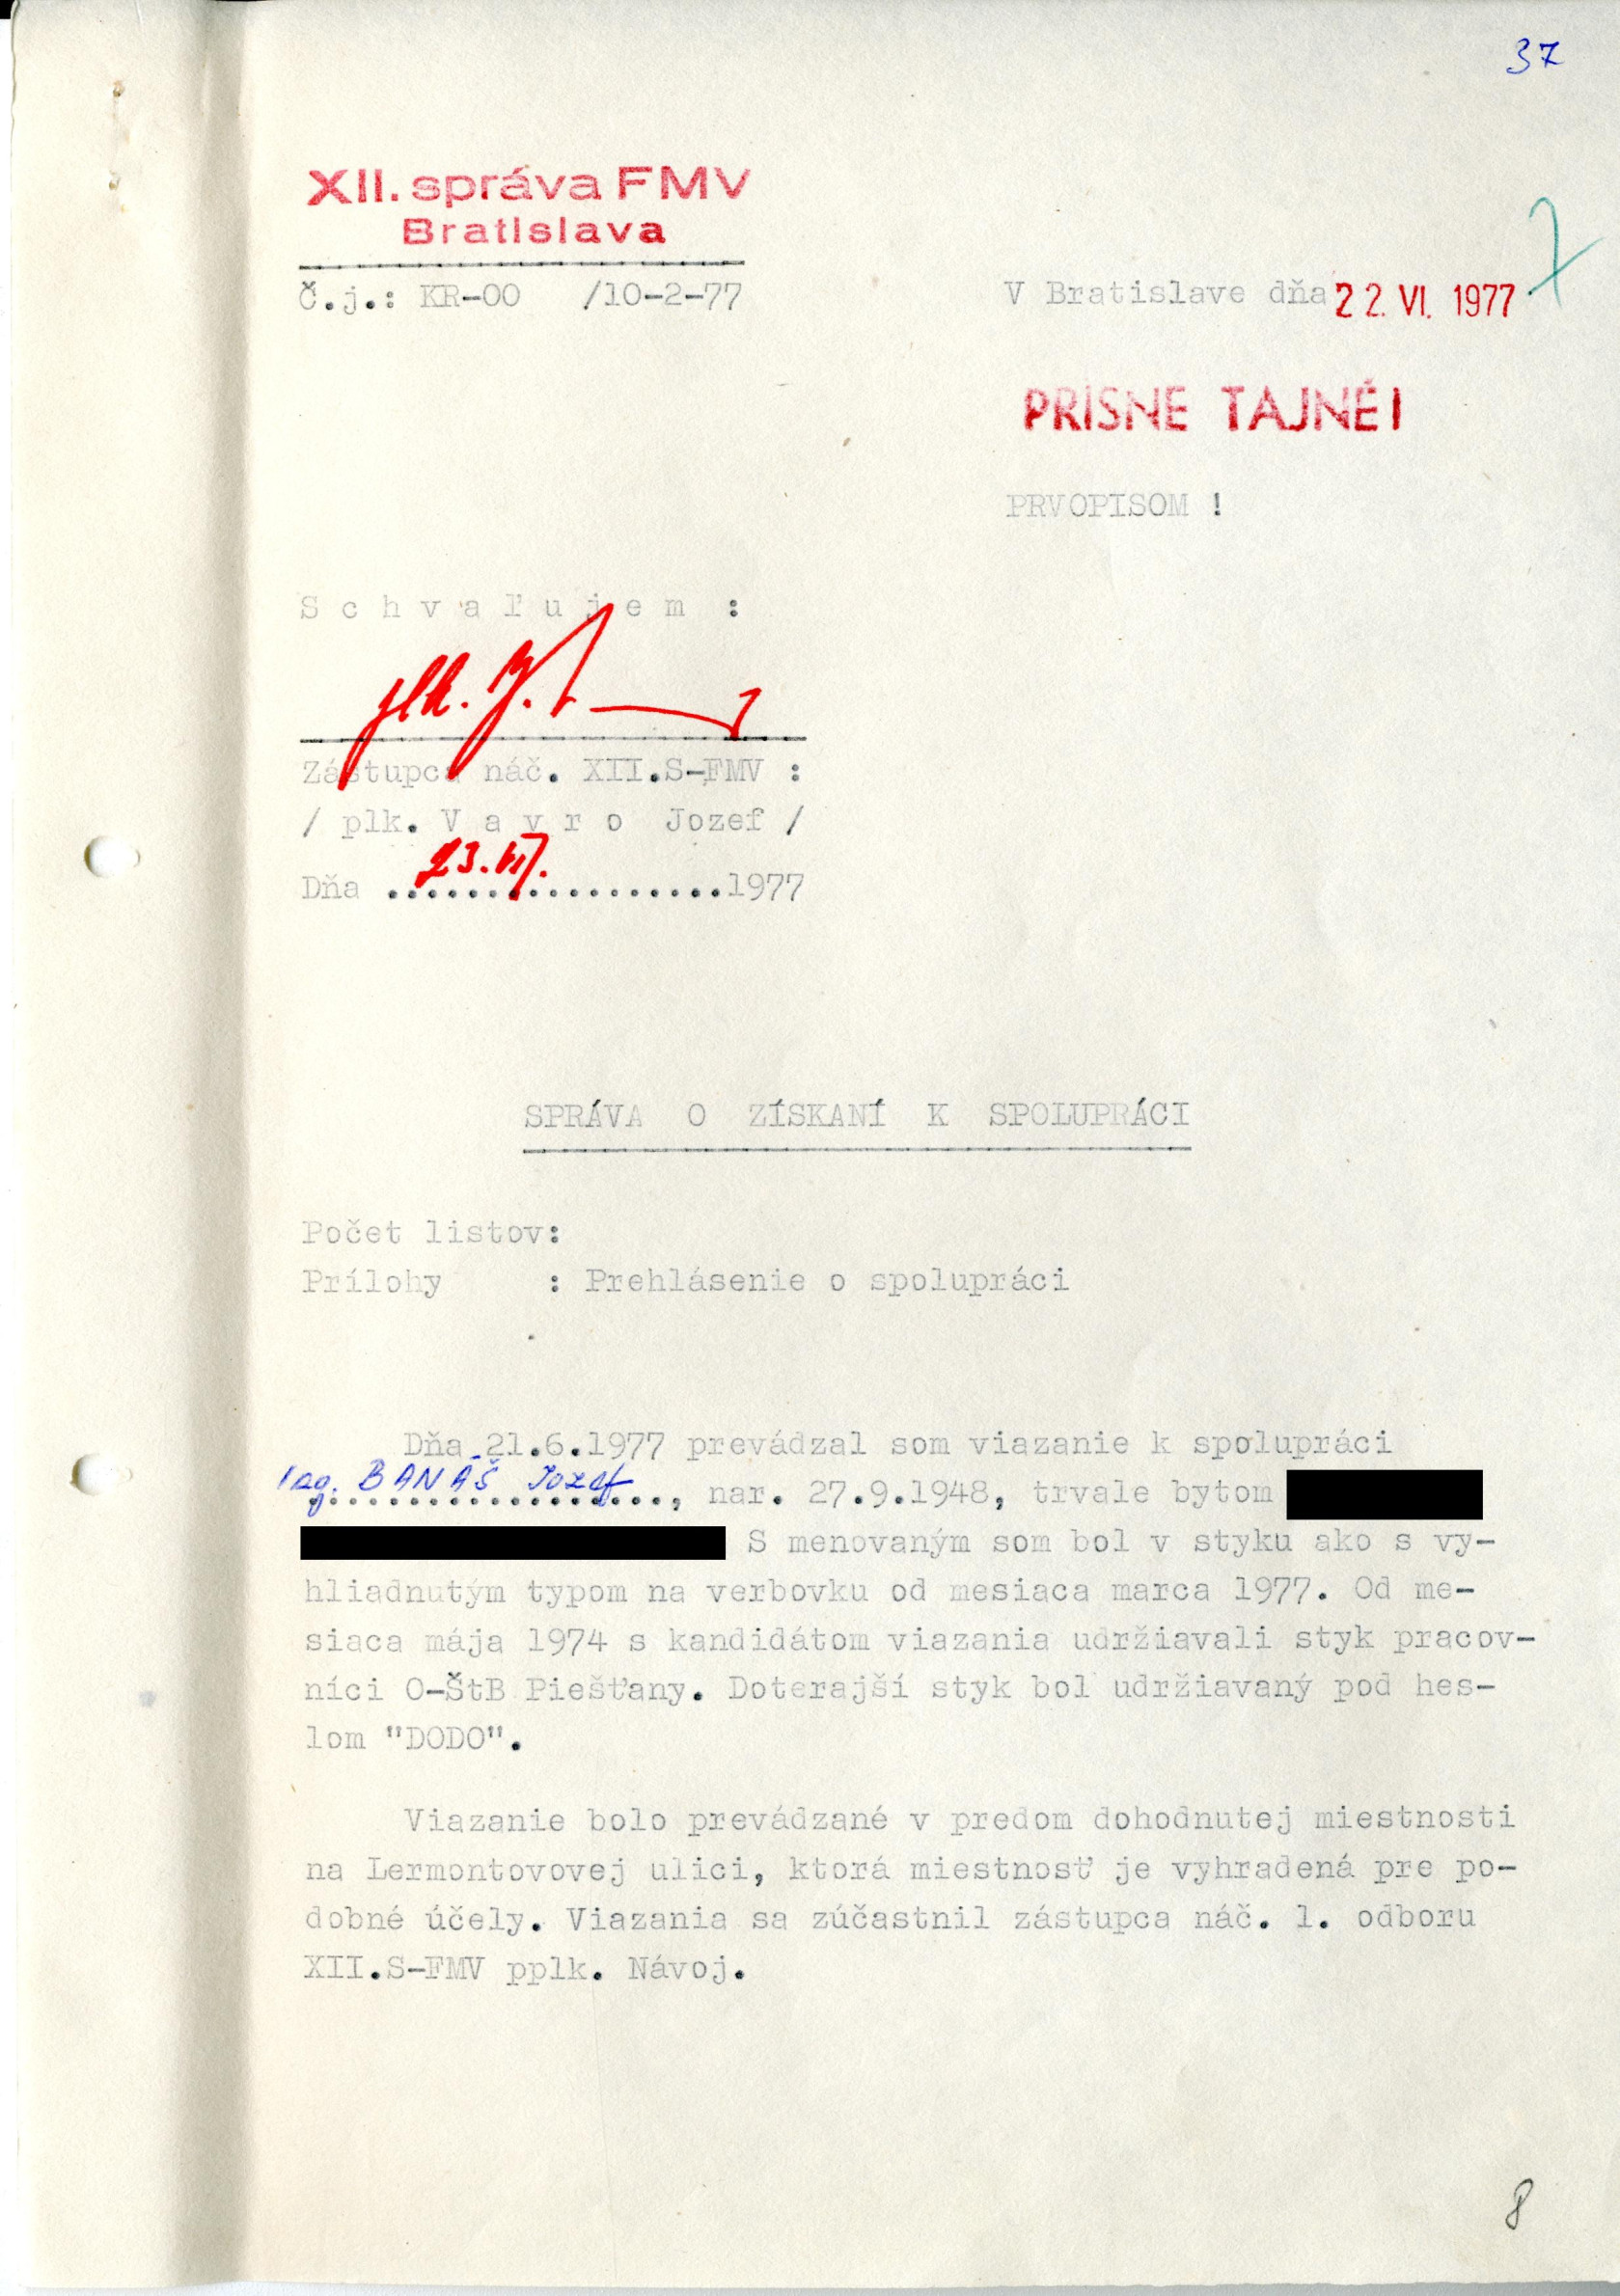 37
XII. správa FMV
Bratislava
Č.j.: KR-00 /10-2-77
V Bratislave dňa 22. VI. 1977
7
PRÍSNE TAJNÉ!
PRVOPISOM !
Schvaľujem :
plk. J.
Zástupca náč. XII.S-FMV :
/ plk. V a v r o Jozef /
23.VI.
Dňa ..................1977
SPRÁVA O ZÍSKANÍ K SPOLUPRÁCI
Počet listov:
Prílohy : Prehlásenie o spolupráci
Dňa 21.6.1977 prevádzal som viazanie k spolupráci
Ing. BANÁŠ Jozef
..................., nar. 27.9.1948, trvale bytom
S menovaným som bol v styku ako s vy-
hliadnutým typom na verbovku od mesiaca marca 1977. Od me-
siaca mája 1974 s kandidátom viazania udržiavali styk pracov-
níci O-ŠtB Piešťany. Doterajší styk bol udržiavaný pod hes-
lom "DODO".
Viazanie bolo prevádzané v predom dohodnutej miestnosti
na Lermontovovej ulici, ktorá miestnosť je vyhradená pre po-
dobné účely. Viazania sa zúčastnil zástupca náč. 1. odboru
XII.S-FMV pplk. Návoj.
8